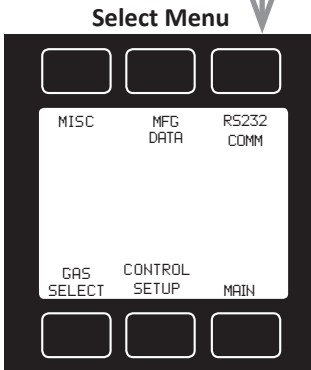 Select Menu
MISC MFG DATA RS232 COMM
GAS SELECT CONTROL SETUP MAIN